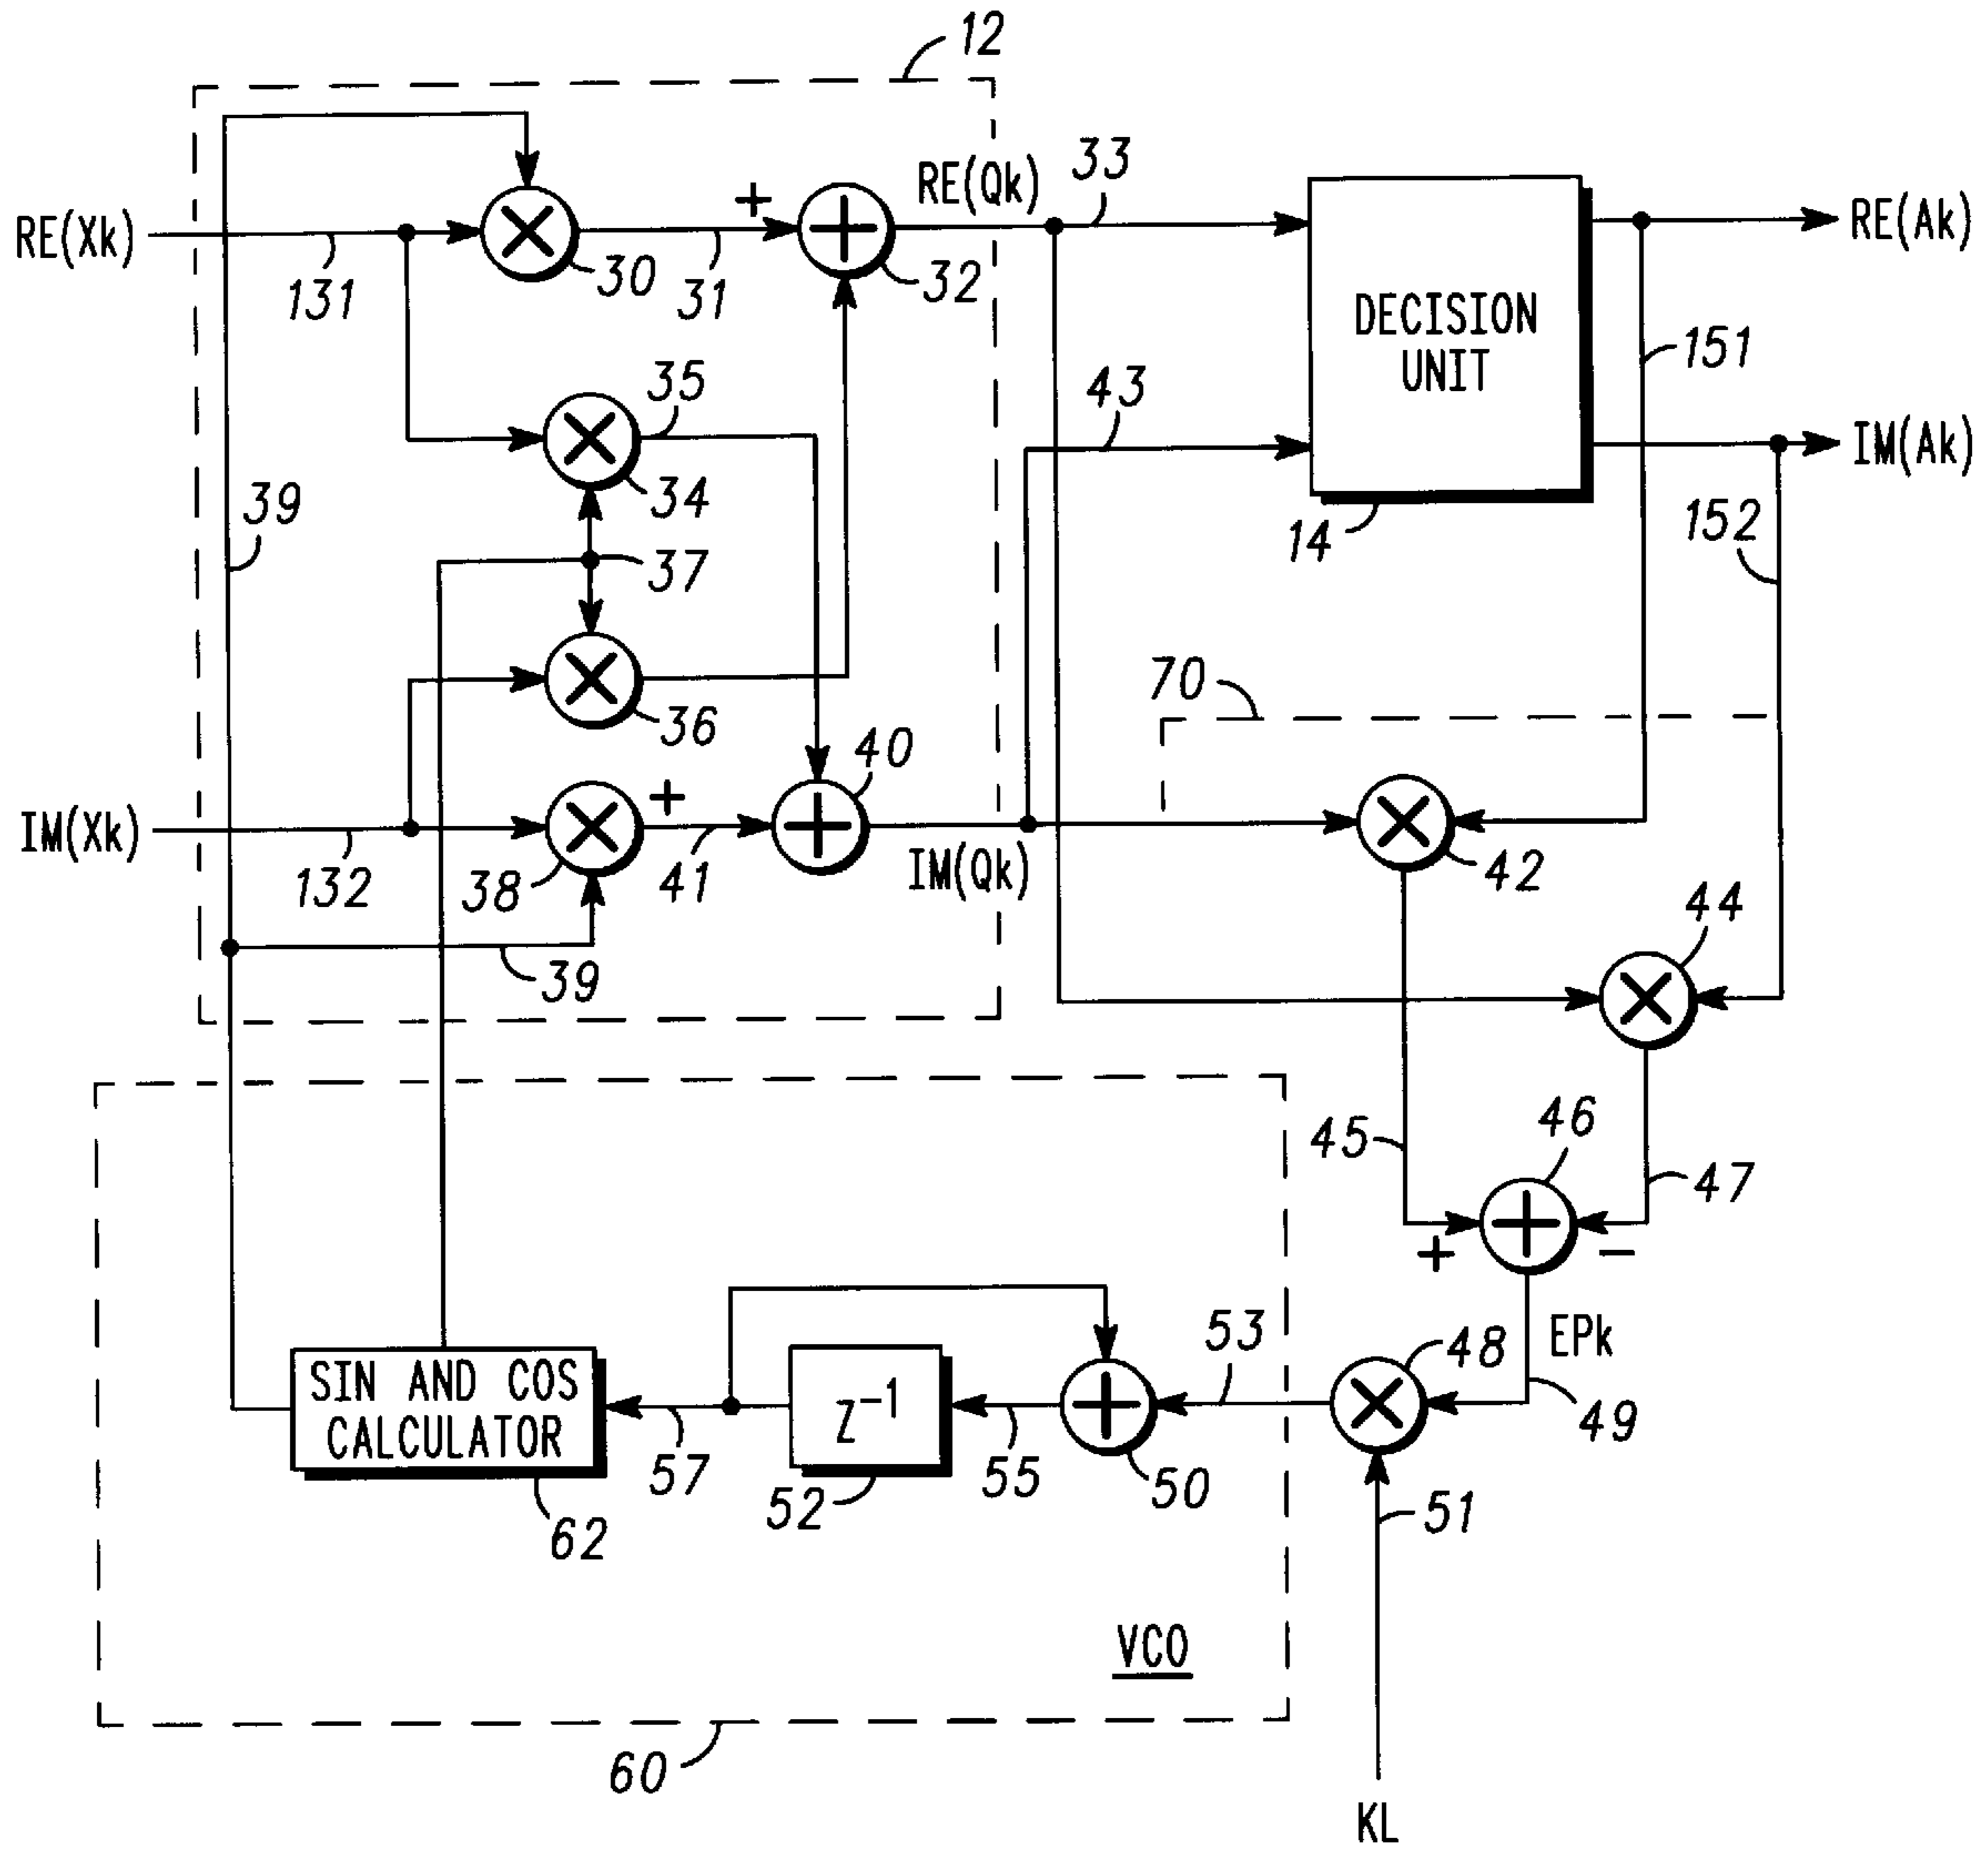 12
RE(Xk)
131
30
31
+
32
RE(Qk)
33
DECISION
UNIT
14
RE(Ak)
151
IM(Ak)
152
39
35
34
37
36
43
70
IM(Xk)
132
38
+
41
40
IM(Qk)
39
42
44
45
46
47
+
−
EPk
49
48
53
SIN AND COS
CALCULATOR
62
57
Z⁻¹
52
55
50
51
VCO
60
KL